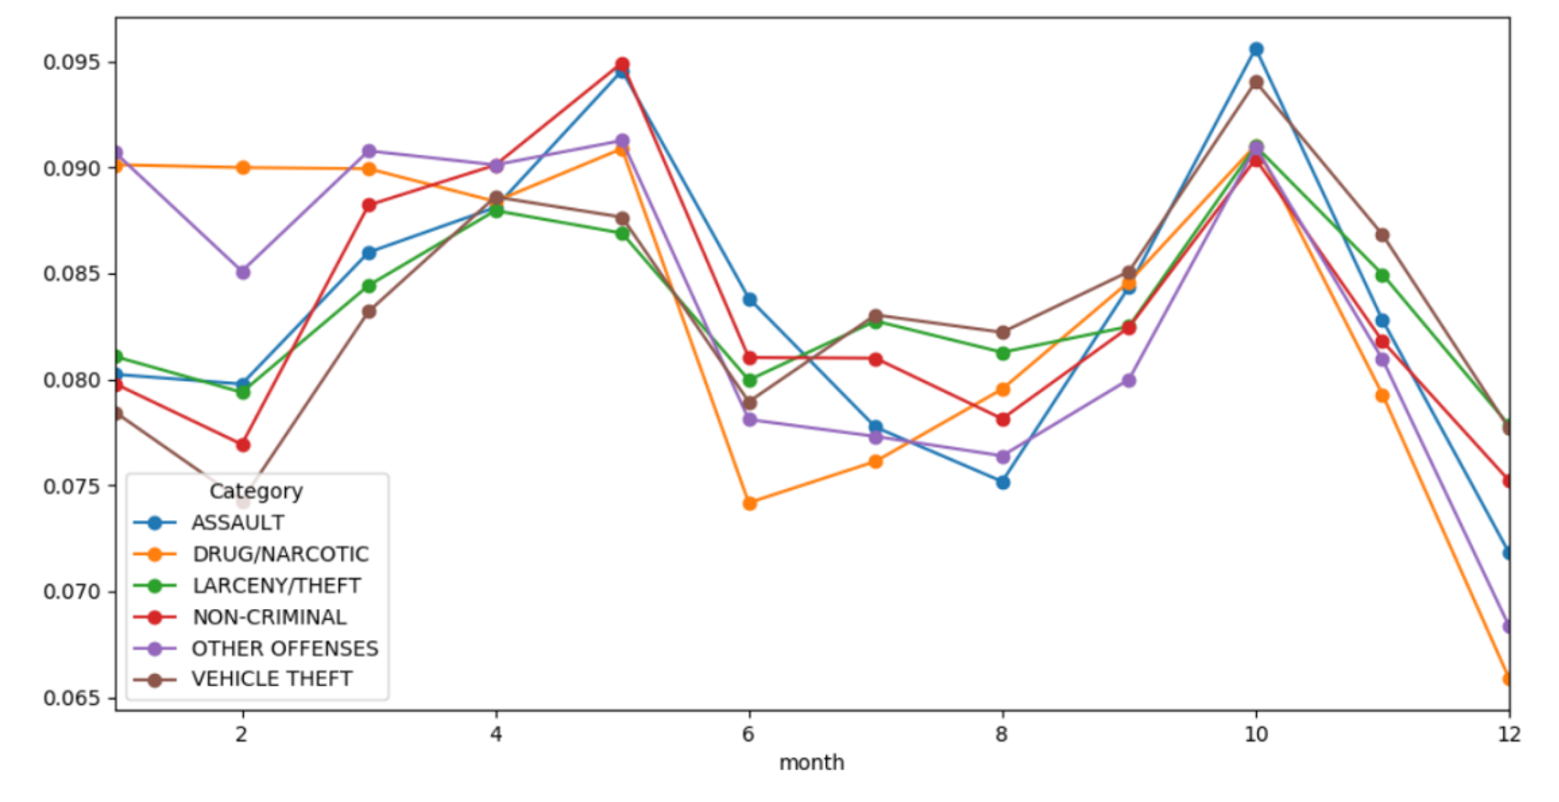 0.095
0.090
0.085
0.080
0.075
0.070
0.065
Category
ASSAULT
DRUG/NARCOTIC
LARCENY/THEFT
NON-CRIMINAL
OTHER OFFENSES
VEHICLE THEFT
2 4 6 8 10 12
month